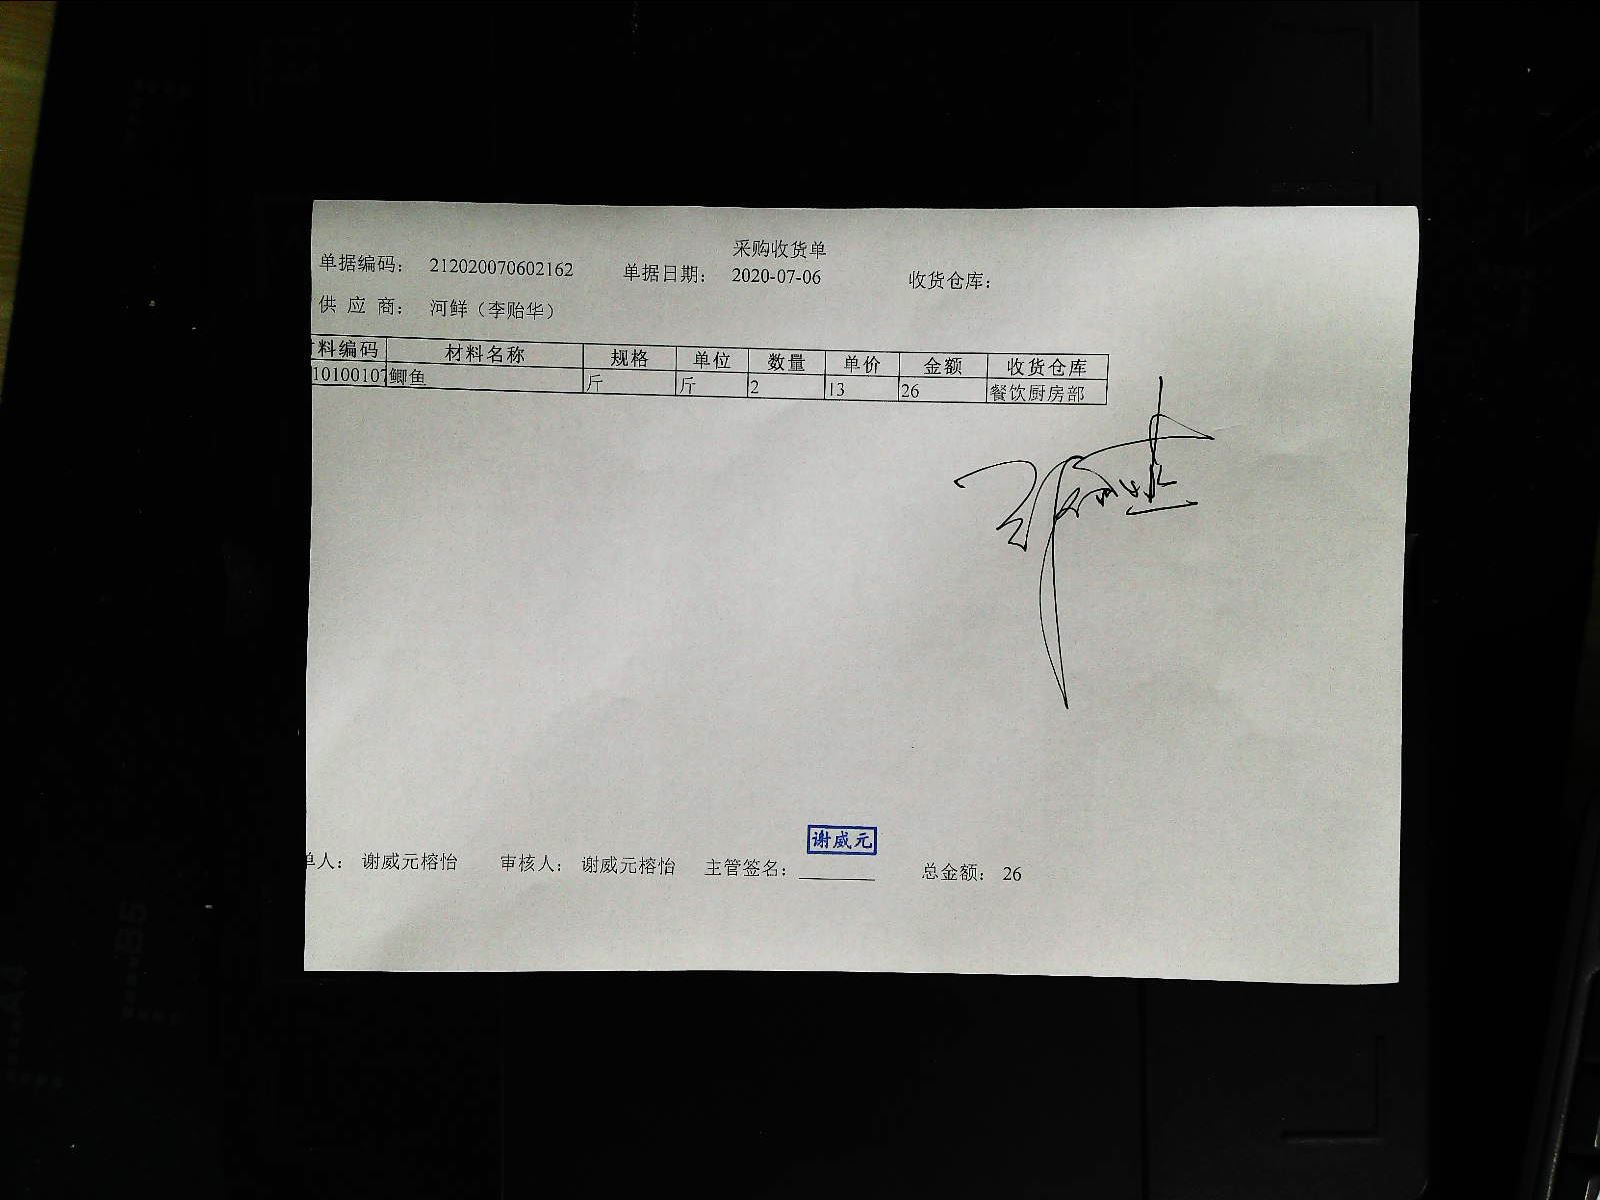 采购收货单
单据编码： 212020070602162 单据日期： 2020-07-06 收货仓库：
供 应 商： 河鲜（李贻华）
料编码 材料名称 规格 单位 数量 单价 金额 收货仓库
10100107 鲫鱼 斤 斤 2 13 26 餐饮厨房部
谢威元
单人： 谢威元榕怡 审核人： 谢威元榕怡 主管签名： 总金额： 26